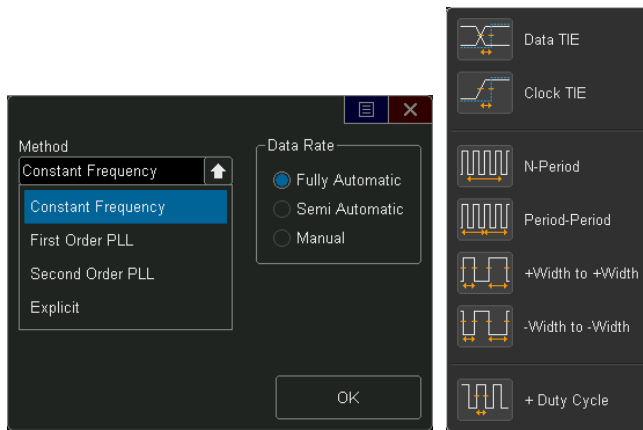 Method
Constant Frequency
Constant Frequency
First Order PLL
Second Order PLL
Explicit
Data Rate
Fully Automatic
Semi Automatic
Manual
OK
Data TIE
Clock TIE
N-Period
Period-Period
+Width to +Width
-Width to -Width
+ Duty Cycle